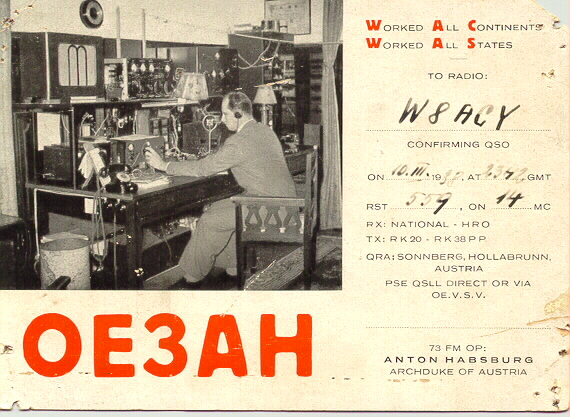 WORKED ALL CONTINENTS
WORKED ALL STATES
TO RADIO:
W8ACY
CONFIRMING QSO
ON 10.III. 19 AT GMT
RST 559, ON 14 MC
RX: NATIONAL - HRO
TX: RK20 - RK38PP
QRA: SONNBERG, HOLLABRUNN,
AUSTRIA
PSE QSLL DIRECT OR VIA
OE.V.S.V.
73 FM OP:
ANTON HABSBURG
ARCHDUKE OF AUSTRIA
OE3AH